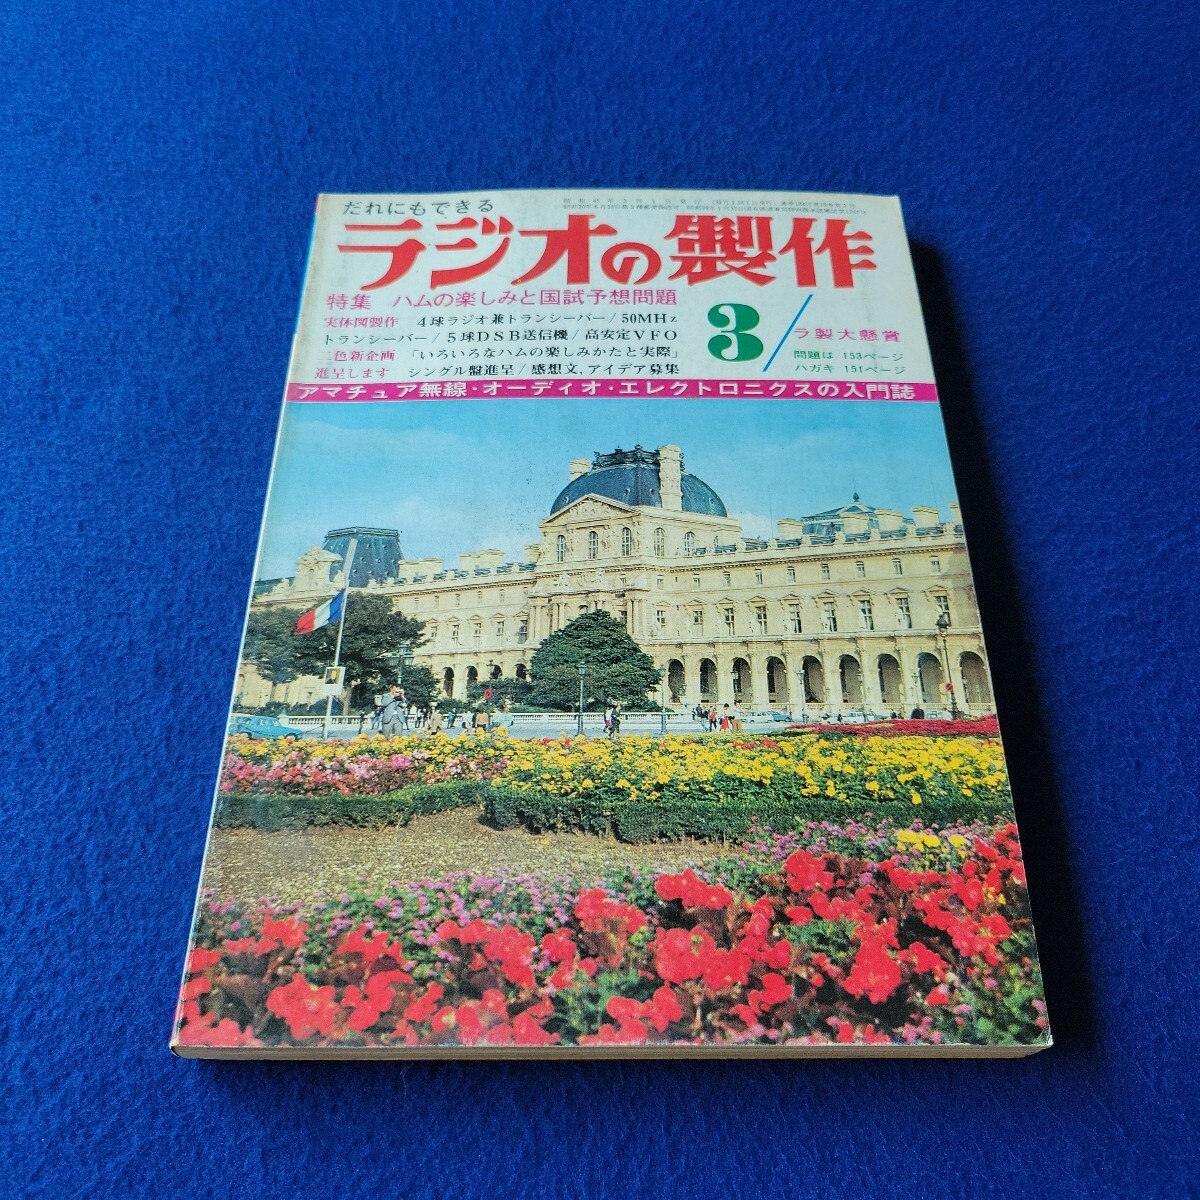 だれにもできる
ラジオの製作
特集 ハムの楽しみと国試予想問題
実体図製作 4球ラジオ兼トランシーバー/50MHz
トランシーバー/5球DSB送信機/高安定VFO
二色新企画 「いろいろなハムの楽しみかたと実際」
進呈します シングル盤進呈/感想文,アイデア募集
3/
ラ製大懸賞
問題は 153ページ
ハガキ 151ページ
アマチュア無線・オーディオ・エレクトロニクスの入門誌